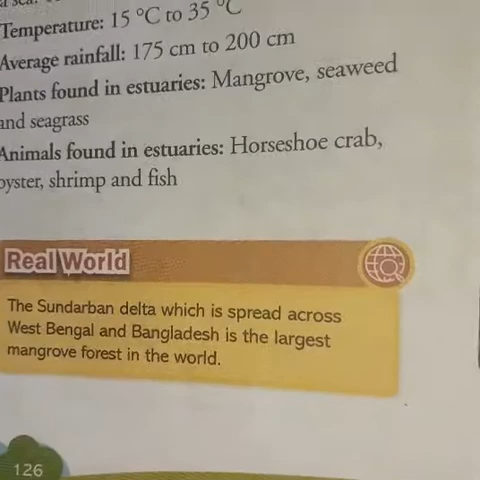 Temperature: 15 °C to 35 °C
Average rainfall: 175 cm to 200 cm
Plants found in estuaries: Mangrove, seaweed
and seagrass
Animals found in estuaries: Horseshoe crab,
oyster, shrimp and fish
Real World
The Sundarban delta which is spread across
West Bengal and Bangladesh is the largest
mangrove forest in the world.
126